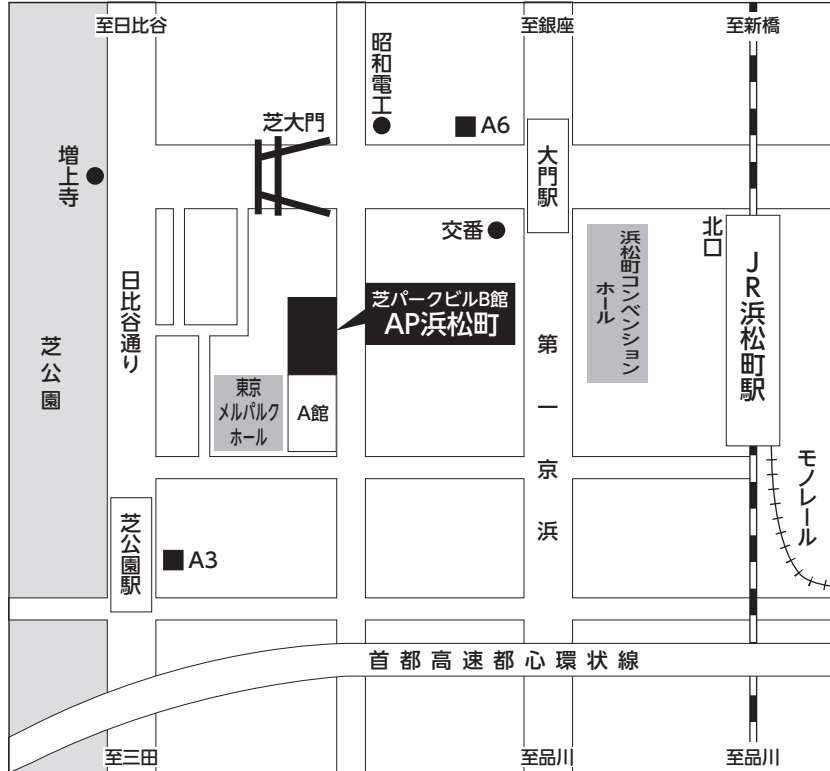 至日比谷
至銀座
至新橋
昭和電工
芝大門
A6
増上寺
大門駅
交番
北口
浜松町コンベンション
ホール
JR浜松町駅
日比谷通り
芝パークビルB館
AP浜松町
芝公園
第一京浜
東京
メルパルク
ホール
A館
モノレール
芝公園駅
A3
首都高速都心環状線
至三田
至品川
至品川